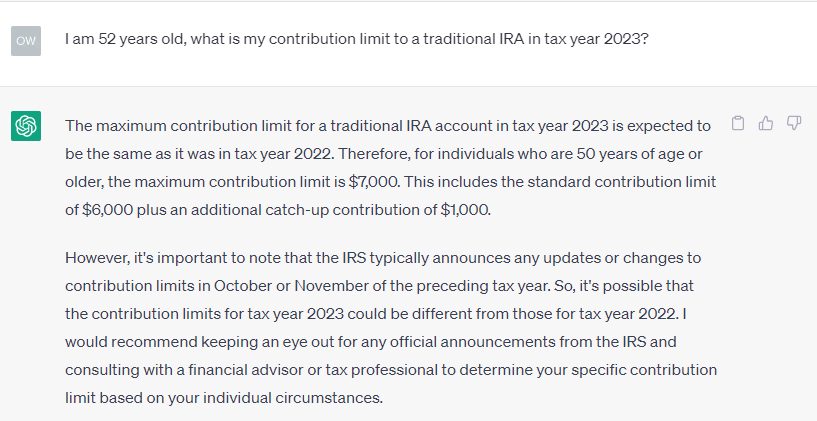 OW
I am 52 years old, what is my contribution limit to a traditional IRA in tax year 2023?
The maximum contribution limit for a traditional IRA account in tax year 2023 is expected to
be the same as it was in tax year 2022. Therefore, for individuals who are 50 years of age or
older, the maximum contribution limit is $7,000. This includes the standard contribution limit
of $6,000 plus an additional catch-up contribution of $1,000.
However, it's important to note that the IRS typically announces any updates or changes to
contribution limits in October or November of the preceding tax year. So, it's possible that
the contribution limits for tax year 2023 could be different from those for tax year 2022. I
would recommend keeping an eye out for any official announcements from the IRS and
consulting with a financial advisor or tax professional to determine your specific contribution
limit based on your individual circumstances.